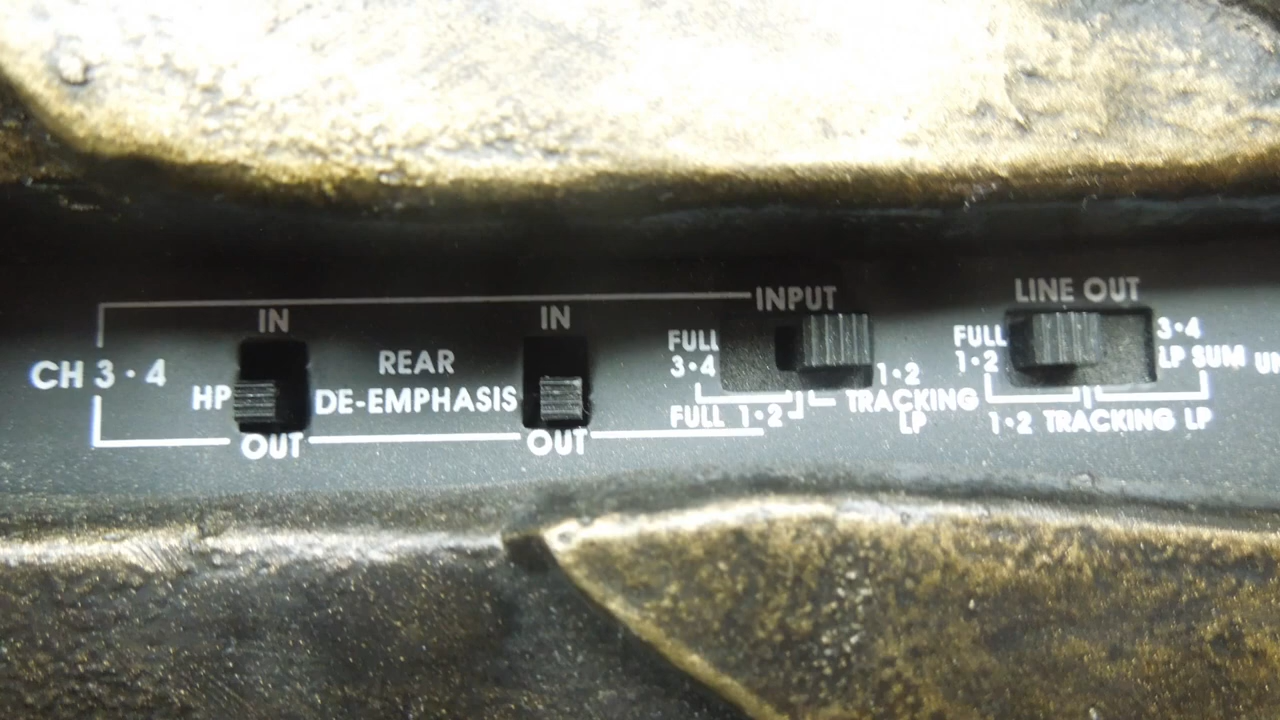 CH 3·4
IN
HP
OUT
REAR
DE-EMPHASIS
IN
OUT
INPUT
FULL
3·4
FULL 1·2
1·2
TRACKING
LP
LINE OUT
FULL
1·2
3·4
LP SUM
1·2 TRACKING LP